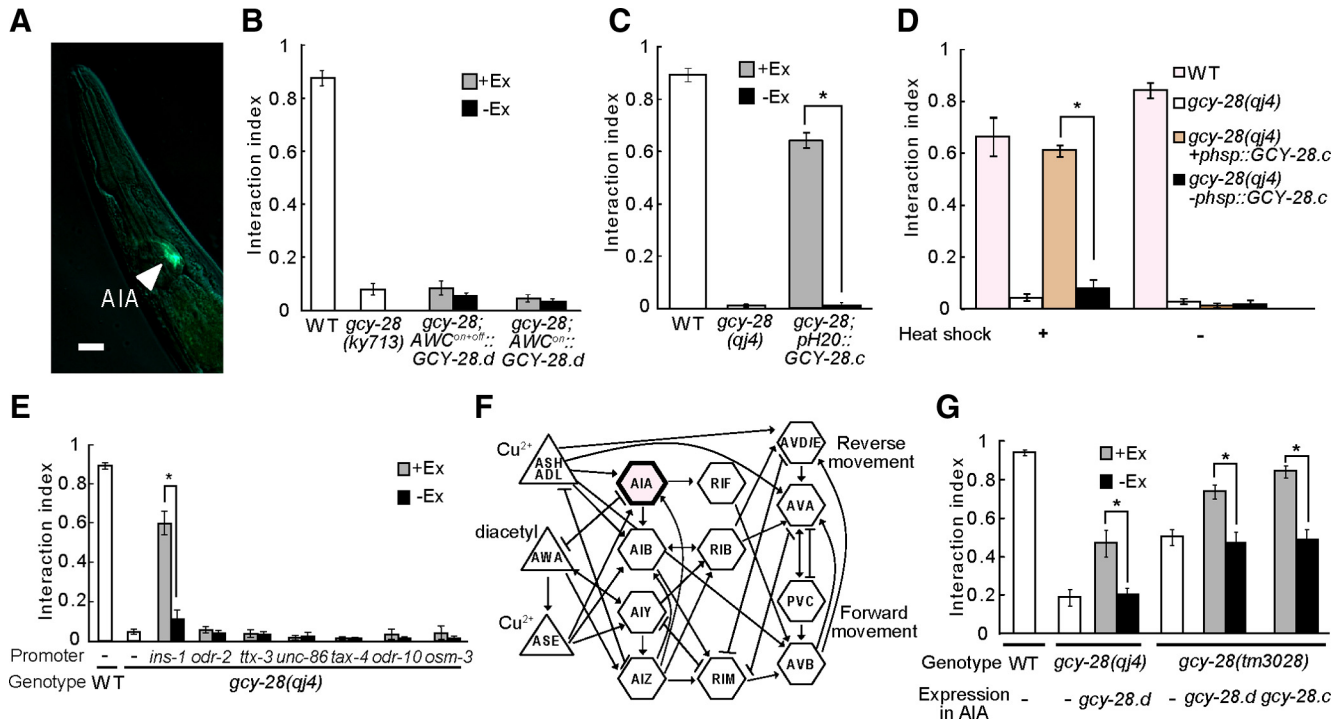 A
AIA
B
Interaction index
1
0.8
0.6
0.4
0.2
0
+Ex
-Ex
WT
gcy-28
(ky713)
gcy-28;
AWCon+off::
GCY-28.d
gcy-28;
AWCon::
GCY-28.d
C
Interaction index
1
0.8
0.6
0.4
0.2
0
+Ex
-Ex
*
WT
gcy-28
(qj4)
gcy-28;
pH20::
GCY-28.c
D
Interaction index
1
0.8
0.6
0.4
0.2
0
*
WT
gcy-28(qj4)
gcy-28(qj4)
+phsp::GCY-28.c
gcy-28(qj4)
-phsp::GCY-28.c
Heat shock + -
E
Interaction index
1
0.8
0.6
0.4
0.2
0
*
+Ex
-Ex
Promoter - - ins-1 odr-2 ttx-3 unc-86 tax-4 odr-10 osm-3
Genotype WT gcy-28(qj4)
F
Cu2+
ASH
ADL
diacetyl
AWA
Cu2+
ASE
AIA
AIB
AIY
AIZ
RIF
RIB
RIM
AVD/E
AVA
PVC
AVB
Reverse
movement
Forward
movement
G
Interaction index
1
0.8
0.6
0.4
0.2
0
+Ex
-Ex
*
*
*
Genotype WT gcy-28(qj4) gcy-28(tm3028)
Expression
in AIA
- - gcy-28.d - gcy-28.d gcy-28.c